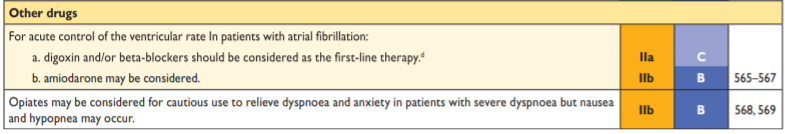 Other drugs
For acute control of the ventricular rate In patients with atrial fibrillation:
a. digoxin and/or beta-blockers should be considered as the first-line therapy.d IIa C
b. amiodarone may be considered. IIb B 565–567
Opiates may be considered for cautious use to relieve dyspnoea and anxiety in patients with severe dyspnoea but nausea
and hypopnea may occur. IIb B 568, 569